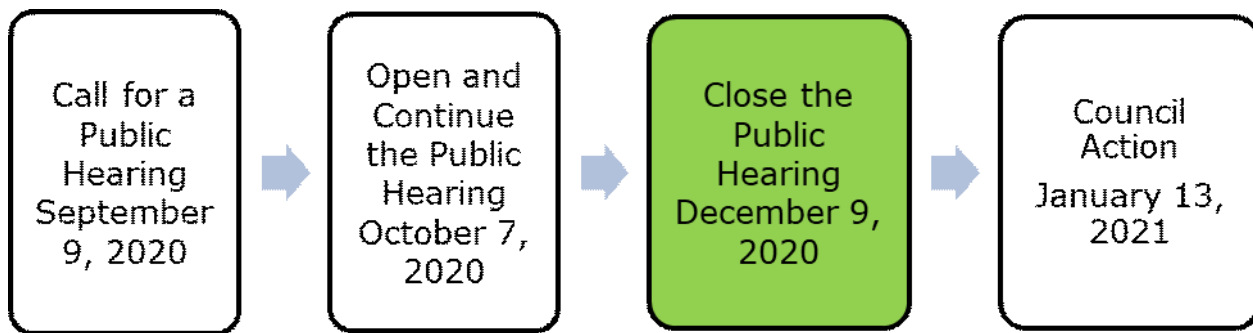 Call for a
Public
Hearing
September
9, 2020
Open and
Continue
the Public
Hearing
October 7,
2020
Close the
Public
Hearing
December 9,
2020
Council
Action
January 13,
2021